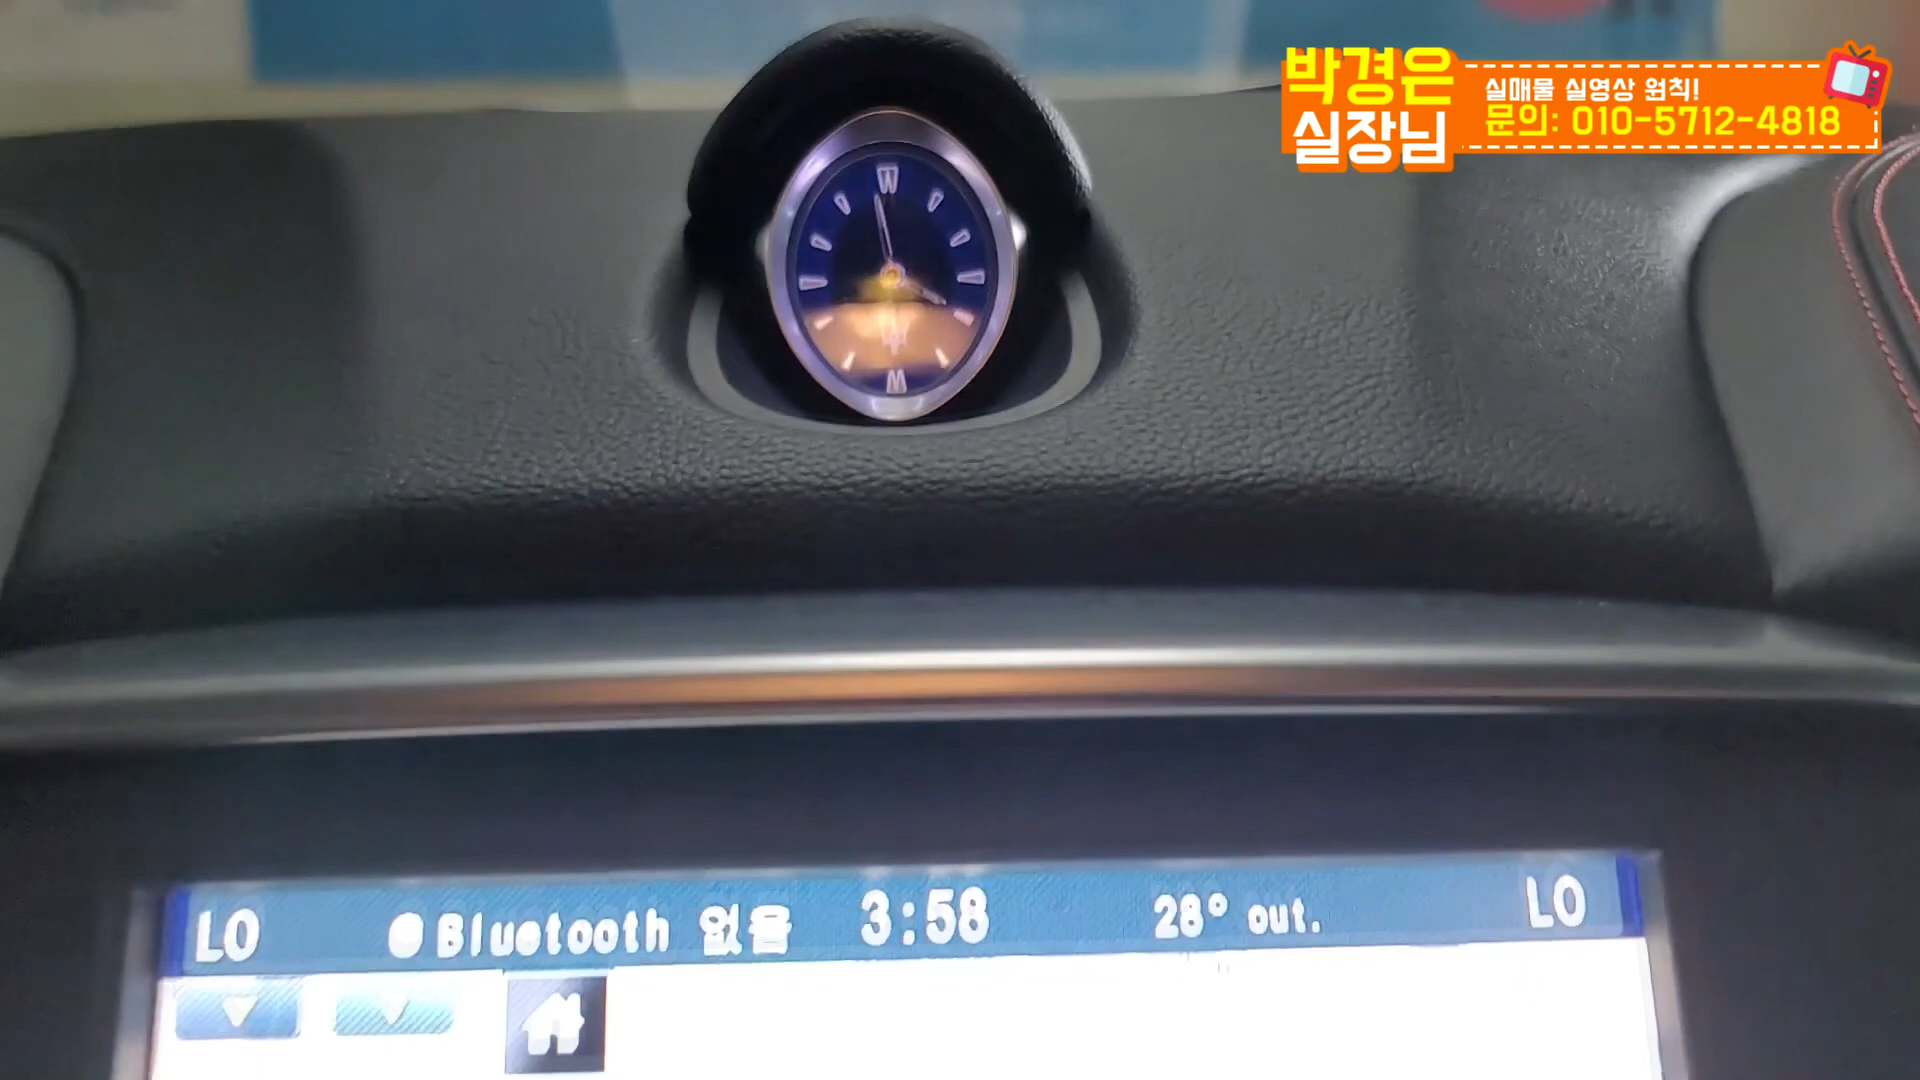 박경은
실장님
실매물 실영상 원칙!
문의: 010-5712-4818
LO Bluetooth 없음 3:58 28° out. LO